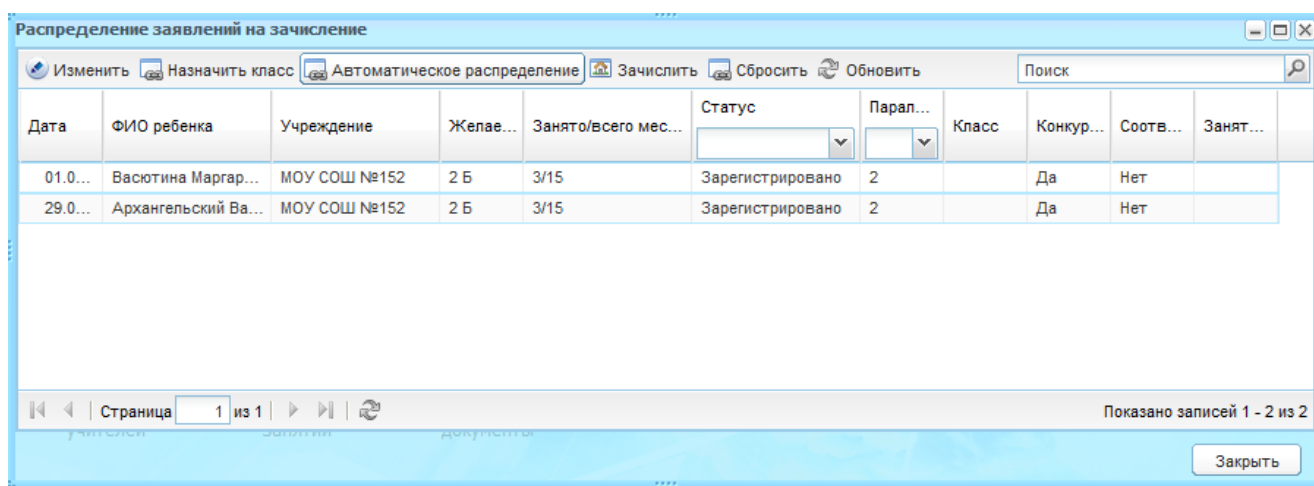 Распределение заявлений на зачисление
Изменить Назначить класс Автоматическое распределение Зачислить Сбросить Обновить Поиск
Дата ФИО ребенка Учреждение Желае... Занято/всего мес... Статус Парал... Класс Конкур... Соотв... Занят...
01.0... Васютина Маргар... МОУ СОШ №152 2 Б 3/15 Зарегистрировано 2 Да Нет
29.0... Архангельский Ва... МОУ СОШ №152 2 Б 3/15 Зарегистрировано 2 Да Нет
Страница 1 из 1 Показано записей 1 - 2 из 2
учителей занятий документы
Закрыть